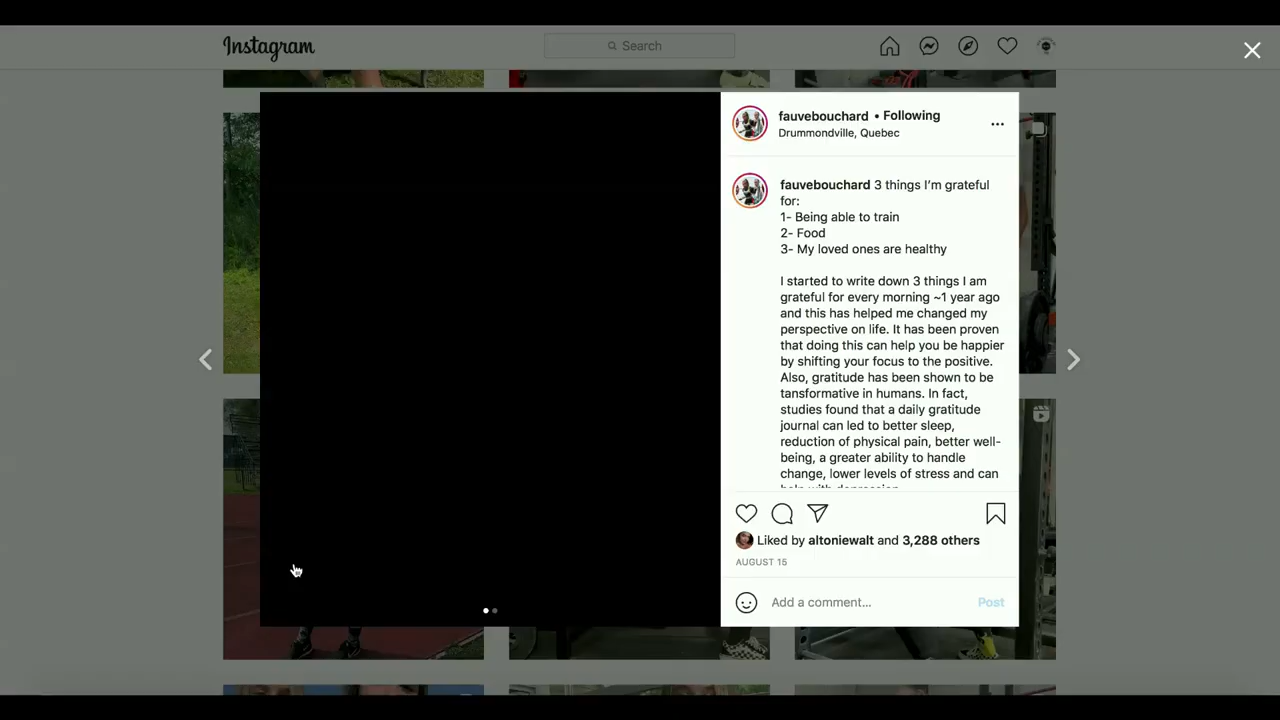 Instagram
Search
fauvebouchard • Following
Drummondville, Quebec
fauvebouchard 3 things I'm grateful
for:
1- Being able to train
2- Food
3- My loved ones are healthy
I started to write down 3 things I am
grateful for every morning ~1 year ago
and this has helped me changed my
perspective on life. It has been proven
that doing this can help you be happier
by shifting your focus to the positive.
Also, gratitude has been shown to be
tansformative in humans. In fact,
studies found that a daily gratitude
journal can led to better sleep,
reduction of physical pain, better well-
being, a greater ability to handle
change, lower levels of stress and can
Liked by altoniewalt and 3,288 others
AUGUST 15
Add a comment...
Post